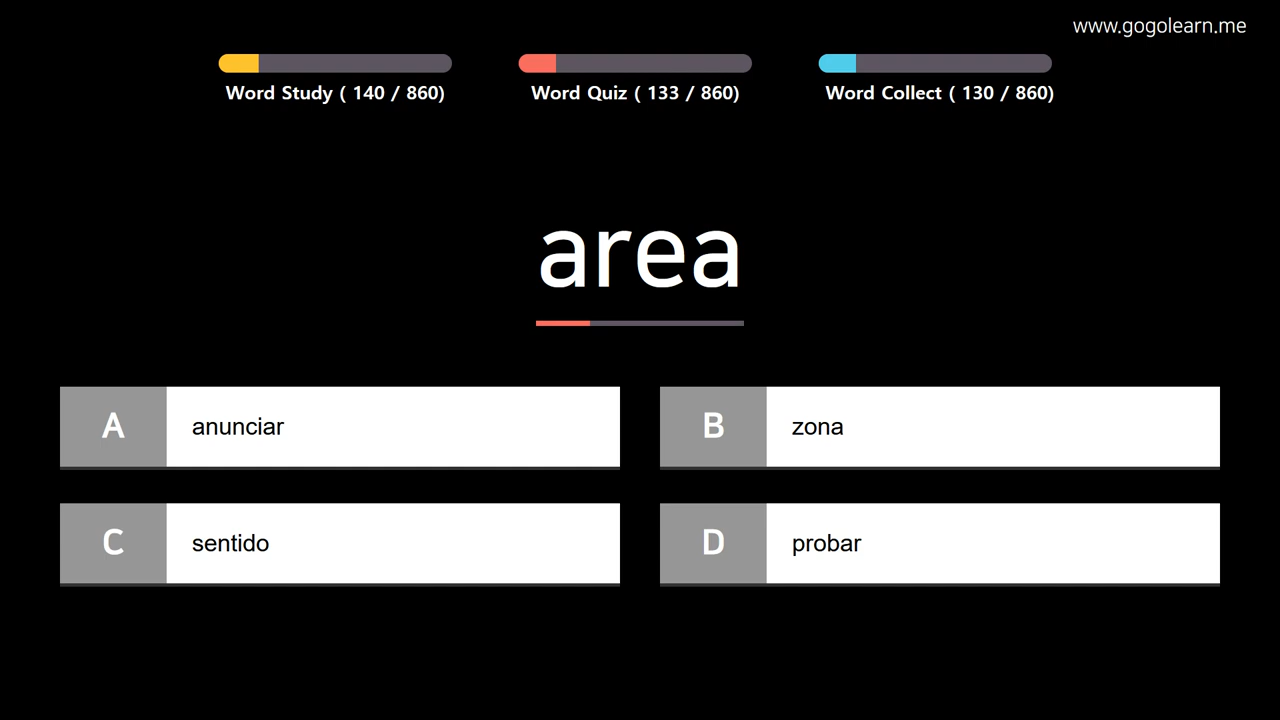 www.gogolearn.me
Word Study ( 140 / 860)
Word Quiz ( 133 / 860)
Word Collect ( 130 / 860)
area
A anunciar
B zona
C sentido
D probar